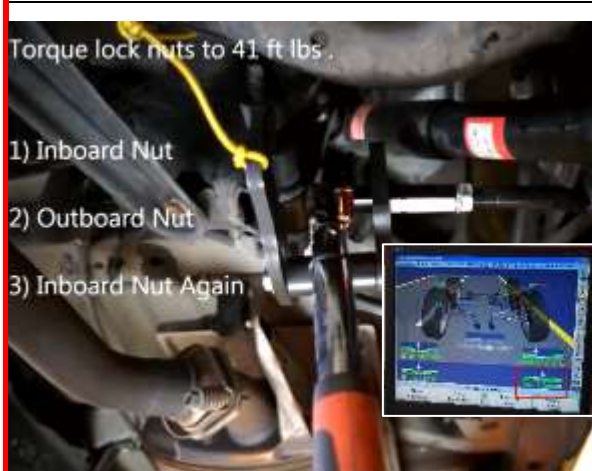 Torque lock nuts to 41 ft lbs .
1) Inboard Nut
2) Outboard Nut
3) Inboard Nut Again